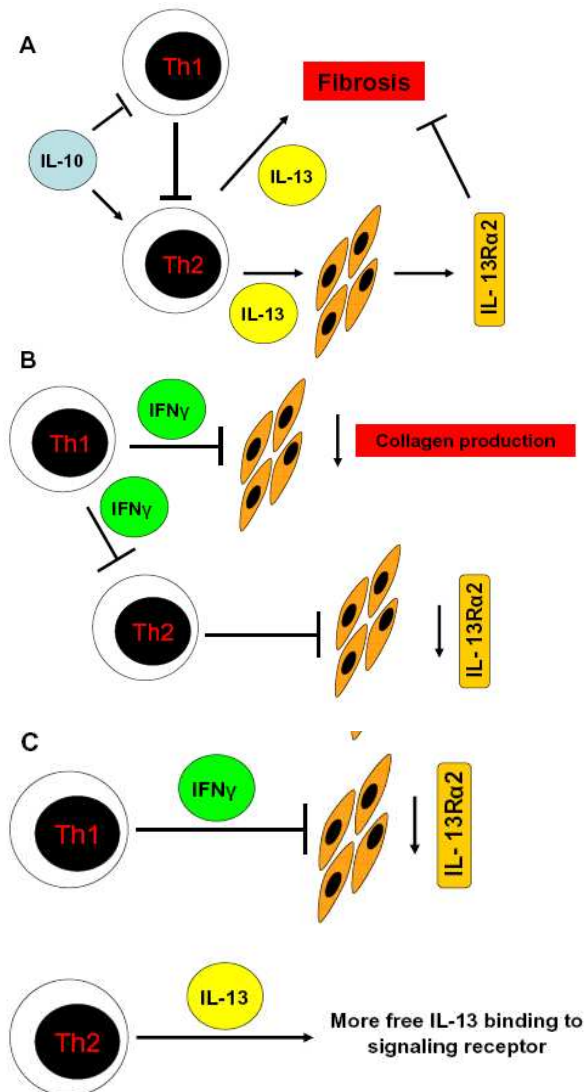 A
Th1
Fibrosis
IL-10
IL-13
Th2
IL-13
IL- 13Rα2
B
IFNγ
Th1
Collagen production
IFNγ
Th2
IL- 13Rα2
C
IFNγ
Th1
IL- 13Rα2
IL-13
Th2
More free IL-13 binding to
signaling receptor